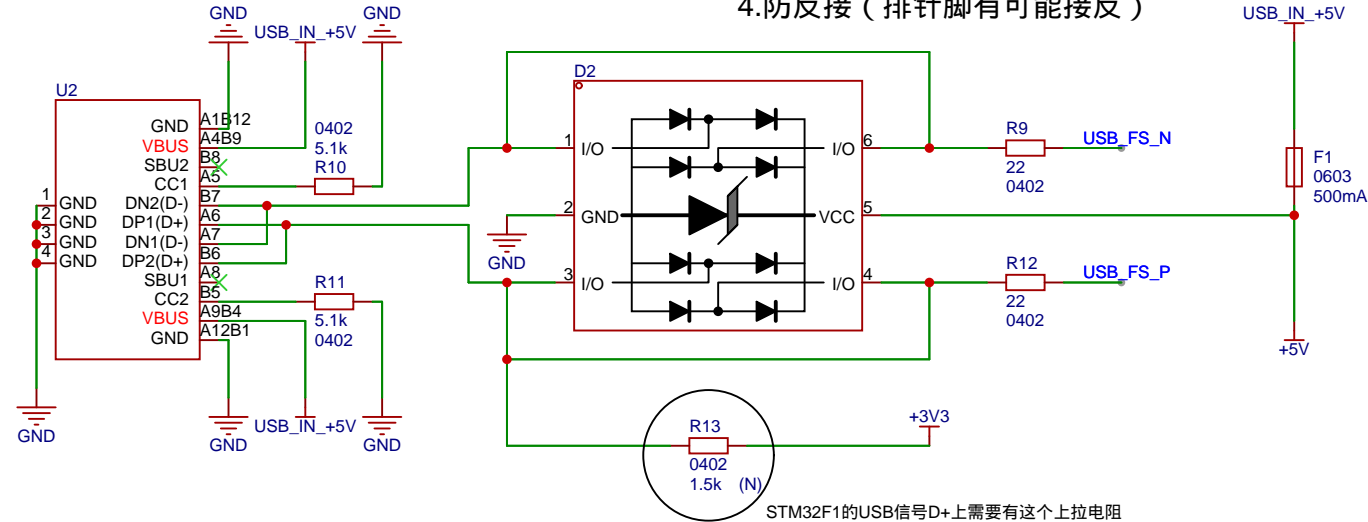 4.防反接（排针脚有可能接反）
GND
USB_IN_+5V
GND
USB_IN_+5V
U2
A1B12
GND
A4B9
VBUS
B8
SBU2
A5
CC1
B7
DN2(D-)
A6
DP1(D+)
A7
DN1(D-)
B6
DP2(D+)
A8
SBU1
B5
CC2
A9B4
VBUS
A12B1
GND
1 GND
2 GND
3 GND
4 GND
GND
0402
5.1k
R10
R11
5.1k
0402
GND
USB_IN_+5V
GND
D2
1 I/O
I/O 6
2 GND
VCC 5
3 I/O
I/O 4
GND
R9
22
0402
USB_FS_N
R12
22
0402
USB_FS_P
F1
0603
500mA
+5V
R13
0402
1.5k (N)
+3V3
STM32F1的USB信号D+上需要有这个上拉电阻